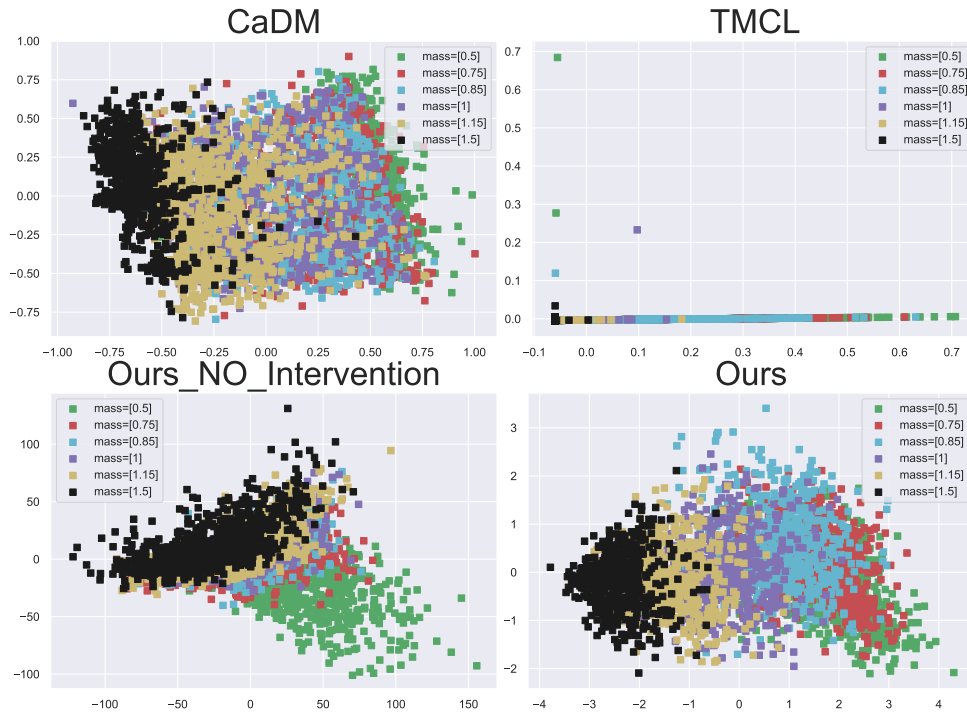 CaDM
1.00
0.75
0.50
0.25
0.00
−0.25
−0.50
−0.75
−1.00 −0.75 −0.50 −0.25 0.00 0.25 0.50 0.75 1.00
mass=[0.5]
mass=[0.75]
mass=[0.85]
mass=[1]
mass=[1.15]
mass=[1.5]
TMCL
0.7
0.6
0.5
0.4
0.3
0.2
0.1
0.0
−0.1 0.0 0.1 0.2 0.3 0.4 0.5 0.6 0.7
mass=[0.5]
mass=[0.75]
mass=[0.85]
mass=[1]
mass=[1.15]
mass=[1.5]
Ours_NO_Intervention
100
50
0
−50
−100
−100 −50 0 50 100 150
mass=[0.5]
mass=[0.75]
mass=[0.85]
mass=[1]
mass=[1.15]
mass=[1.5]
Ours
3
2
1
0
−1
−2
−4 −3 −2 −1 0 1 2 3 4
mass=[0.5]
mass=[0.75]
mass=[0.85]
mass=[1]
mass=[1.15]
mass=[1.5]